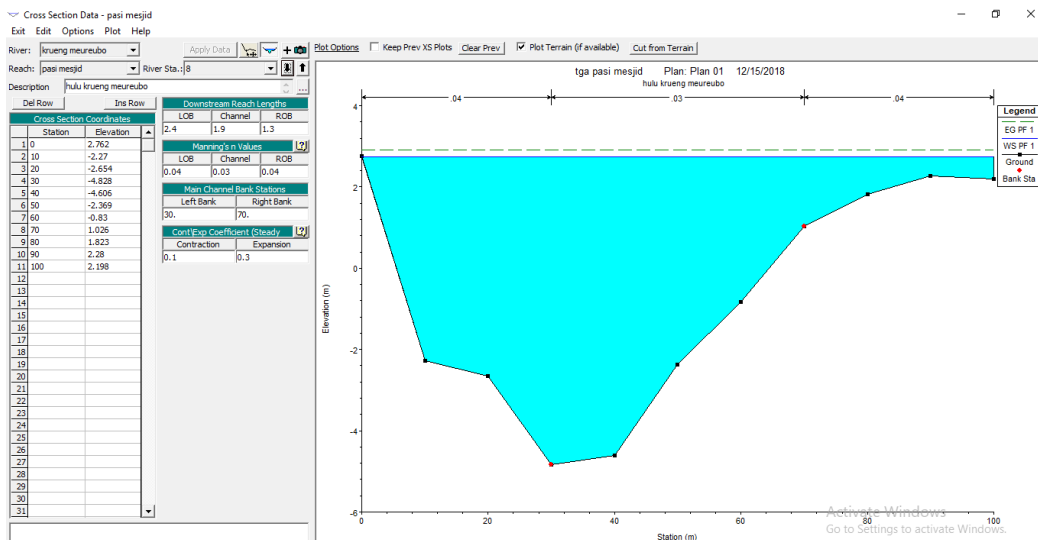 Cross Section Data - pasi mesjid
Exit Edit Options Plot Help
River: krueng meureubo Apply Data
Reach: pasi mesjid River Sta.: 8
Description hulu krueng meureubo ...
Del Row Ins Row
Cross Section Coordinates
Station Elevation
1 0 2.762
2 10 -2.27
3 20 -2.654
4 30 -4.828
5 40 -4.606
6 50 -2.369
7 60 -0.83
8 70 1.026
9 80 1.823
10 90 2.28
11 100 2.198
12
13
14
15
16
17
18
19
20
21
22
23
24
25
26
27
28
29
30
31
Downstream Reach Lengths
LOB Channel ROB
2.4 1.9 1.3
Manning's n Values
LOB Channel ROB
0.04 0.03 0.04
Main Channel Bank Stations
Left Bank Right Bank
30. 70.
Cont\Exp Coefficient (Steady
Contraction Expansion
0.1 0.3
Plot Options Keep Prev XS Plots Clear Prev Plot Terrain (if available) Cut from Terrain
tga pasi mesjid Plan: Plan 01 12/15/2018
hulu krueng meureubo
.04 .03 .04
4
2
0
-2
-4
-6
Elevation (m)
0 20 40 60 80 100
Station (m)
Legend
EG PF 1
WS PF 1
Ground
Bank Sta
Activate Windows
Go to Settings to activate Windows.